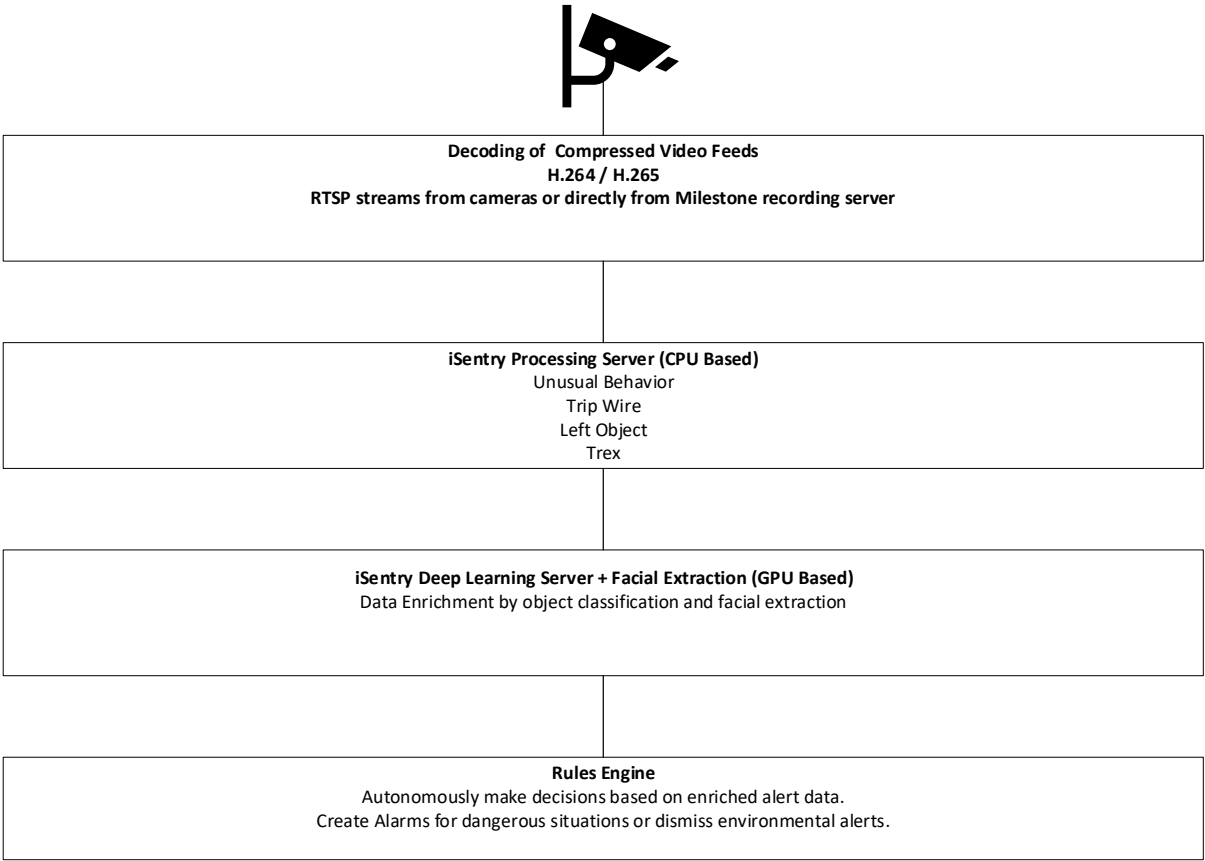 Decoding of Compressed Video Feeds
H.264 / H.265
RTSP streams from cameras or directly from Milestone recording server
iSentry Processing Server (CPU Based)
Unusual Behavior
Trip Wire
Left Object
Trex
iSentry Deep Learning Server + Facial Extraction (GPU Based)
Data Enrichment by object classification and facial extraction
Rules Engine
Autonomously make decisions based on enriched alert data.
Create Alarms for dangerous situations or dismiss environmental alerts.